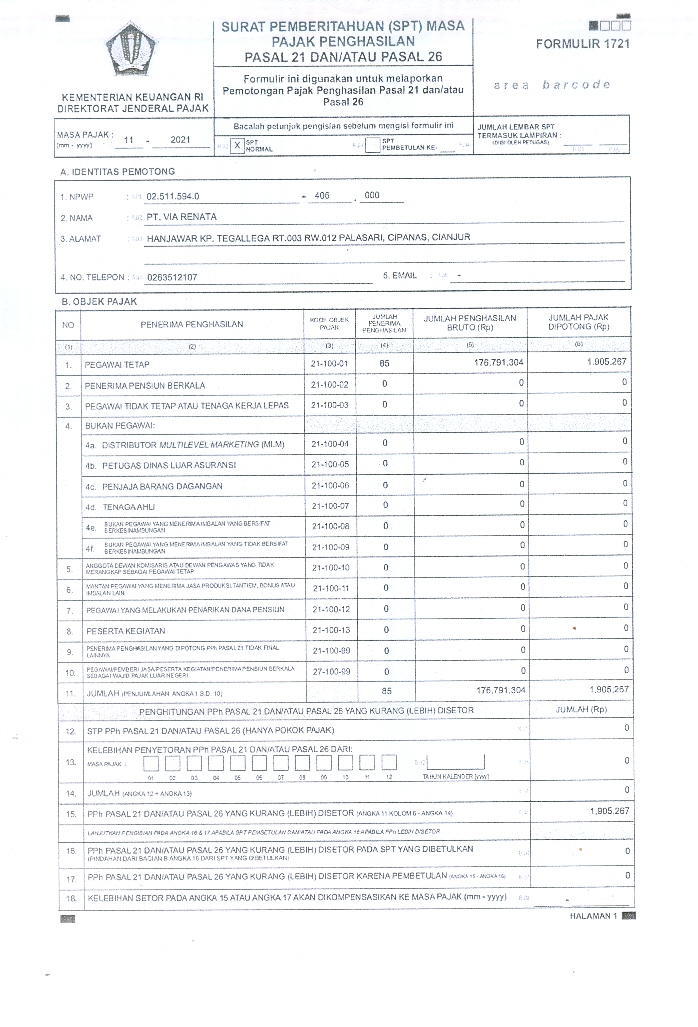 SURAT PEMBERITAHUAN (SPT) MASA
PAJAK PENGHASILAN
PASAL 21 DAN/ATAU PASAL 26
Formulir ini digunakan untuk melaporkan
Pemotongan Pajak Penghasilan Pasal 21 dan/atau
Pasal 26
FORMULIR 1721
area barcode
KEMENTERIAN KEUANGAN RI
DIREKTORAT JENDERAL PAJAK
MASA PAJAK : 11 - 2021
(mm - yyyy)
Bacalah petunjuk pengisian sebelum mengisi formulir ini
X SPT NORMAL
SPT PEMBETULAN KE-
JUMLAH LEMBAR SPT
TERMASUK LAMPIRAN :
(DIISI OLEH PETUGAS)
A. IDENTITAS PEMOTONG
1. NPWP : 02.511.594.0 - 406 . 000
2. NAMA : PT. VIA RENATA
3. ALAMAT : HANJAWAR KP. TEGALLEGA RT.003 RW.012 PALASARI, CIPANAS, CIANJUR
4. NO. TELEPON : 0263512107 5. EMAIL : -
B. OBJEK PAJAK
NO PENERIMA PENGHASILAN KODE OBJEK PAJAK JUMLAH PENERIMA PENGHASILAN JUMLAH PENGHASILAN BRUTO (Rp) JUMLAH PAJAK DIPOTONG (Rp)
(1) (2) (3) (4) (5) (6)
1. PEGAWAI TETAP 21-100-01 85 176,791,304 1,905,267
2. PENERIMA PENSIUN BERKALA 21-100-02 0 0 0
3. PEGAWAI TIDAK TETAP ATAU TENAGA KERJA LEPAS 21-100-03 0 0 0
4. BUKAN PEGAWAI:
4a. DISTRIBUTOR MULTILEVEL MARKETING (MLM) 21-100-04 0 0 0
4b. PETUGAS DINAS LUAR ASURANSI 21-100-05 0 0 0
4c. PENJAJA BARANG DAGANGAN 21-100-06 0 0 0
4d. TENAGA AHLI 21-100-07 0 0 0
4e. BUKAN PEGAWAI YANG MENERIMA IMBALAN YANG BERSIFAT BERKESINAMBUNGAN 21-100-08 0 0 0
4f. BUKAN PEGAWAI YANG MENERIMA IMBALAN YANG TIDAK BERSIFAT BERKESINAMBUNGAN 21-100-09 0 0 0
5. ANGGOTA DEWAN KOMISARIS ATAU DEWAN PENGAWAS YANG TIDAK MERANGKAP SEBAGAI PEGAWAI TETAP 21-100-10 0 0 0
6. MANTAN PEGAWAI YANG MENERIMA JASA PRODUKSI, TANTIEM, BONUS ATAU IMBALAN LAIN 21-100-11 0 0 0
7. PEGAWAI YANG MELAKUKAN PENARIKAN DANA PENSIUN 21-100-12 0 0 0
8. PESERTA KEGIATAN 21-100-13 0 0 0
9. PENERIMA PENGHASILAN YANG DIPOTONG PPh PASAL 21 TIDAK FINAL LAINNYA 21-100-99 0 0 0
10. PEGAWAI/PEMBERI JASA/PESERTA KEGIATAN/PENERIMA PENSIUN BERKALA SEBAGAI WAJIB PAJAK LUAR NEGERI 27-100-99 0 0 0
11. JUMLAH (PENJUMLAHAN ANGKA 1 S.D. 10) 85 176,791,304 1,905,267
PENGHITUNGAN PPh PASAL 21 DAN/ATAU PASAL 26 YANG KURANG (LEBIH) DISETOR JUMLAH (Rp)
12. STP PPh PASAL 21 DAN/ATAU PASAL 26 (HANYA POKOK PAJAK) 0
13. KELEBIHAN PENYETORAN PPh PASAL 21 DAN/ATAU PASAL 26 DARI:
MASA PAJAK : 0
01 02 03 04 05 06 07 08 09 10 11 12 TAHUN KALENDER (yyyy)
14. JUMLAH (ANGKA 12 + ANGKA 13) 0
15. PPh PASAL 21 DAN/ATAU PASAL 26 YANG KURANG (LEBIH) DISETOR (ANGKA 11 KOLOM 6 - ANGKA 14) 1,905,267
LANJUTKAN PENGISIAN PADA ANGKA 16 & 17 APABILA SPT PEMBETULAN DAN/ATAU PADA ANGKA 18 APABILA PPh LEBIH DISETOR
16. PPh PASAL 21 DAN/ATAU PASAL 26 YANG KURANG (LEBIH) DISETOR PADA SPT YANG DIBETULKAN 0
(PINDAHAN DARI BAGIAN B ANGKA 15 DARI SPT YANG DIBETULKAN)
17. PPh PASAL 21 DAN/ATAU PASAL 26 YANG KURANG (LEBIH) DISETOR KARENA PEMBETULAN (ANGKA 15 - ANGKA 16) 0
18. KELEBIHAN SETOR PADA ANGKA 15 ATAU ANGKA 17 AKAN DIKOMPENSASIKAN KE MASA PAJAK (mm - yyyy) -
HALAMAN 1